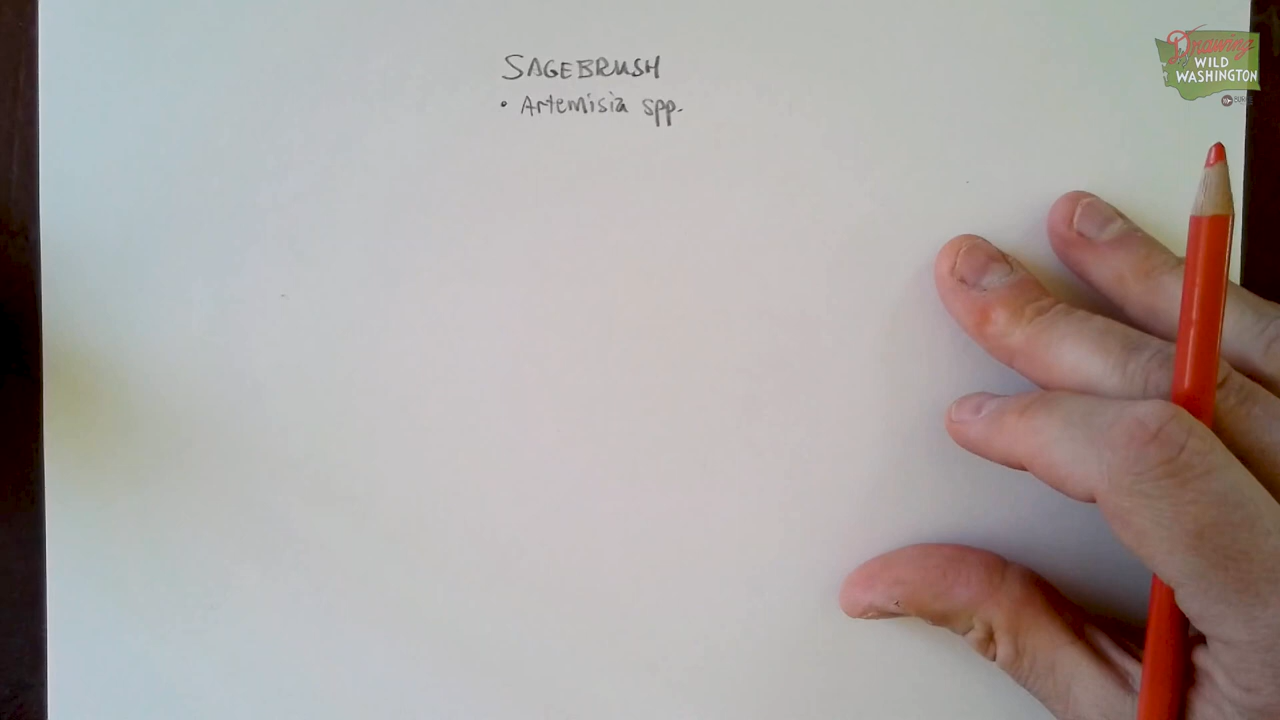 SAGEBRUSH
• Artemisia spp.
Drawing
WILD
WASHINGTON